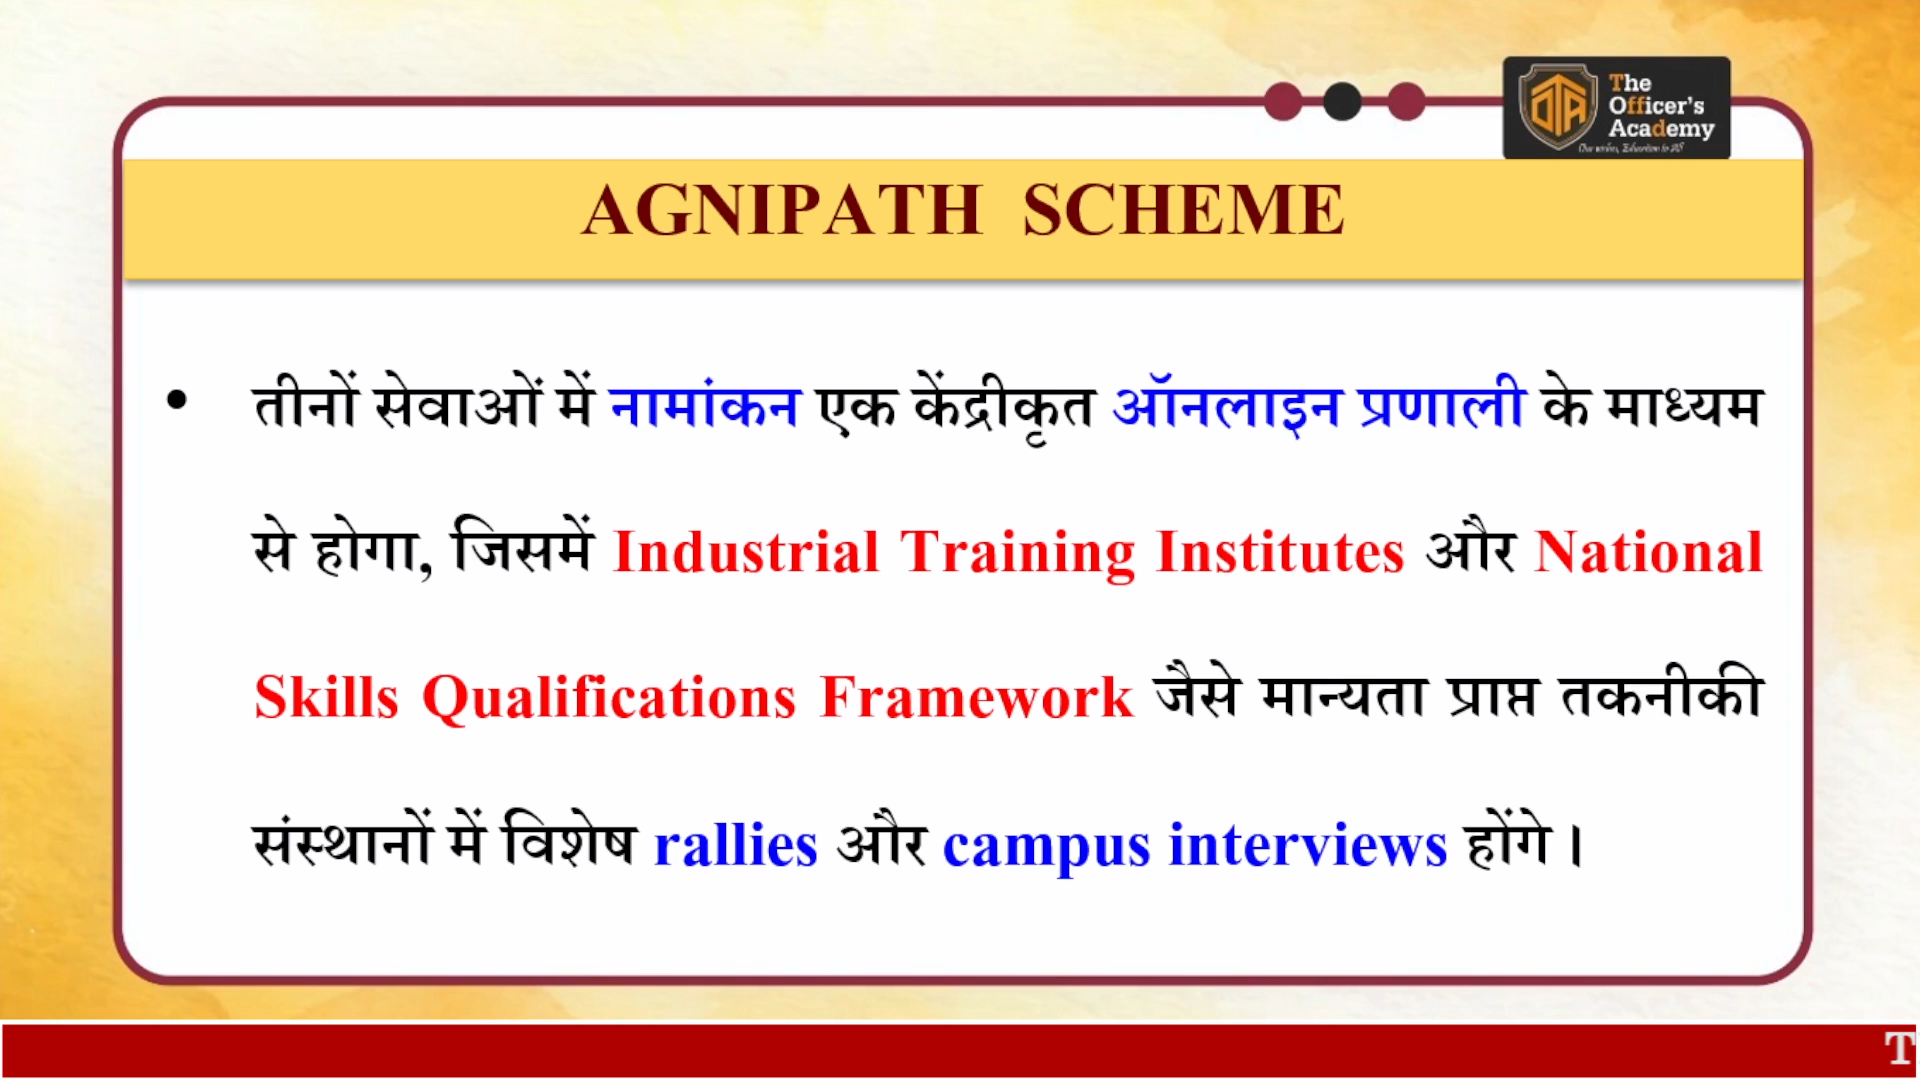 The
Officer's
Academy
AGNIPATH SCHEME
• तीनों सेवाओं में नामांकन एक केंद्रीकृत ऑनलाइन प्रणाली के माध्यम
से होगा, जिसमें Industrial Training Institutes और National
Skills Qualifications Framework जैसे मान्यता प्राप्त तकनीकी
संस्थानों में विशेष rallies और campus interviews होंगे।
T